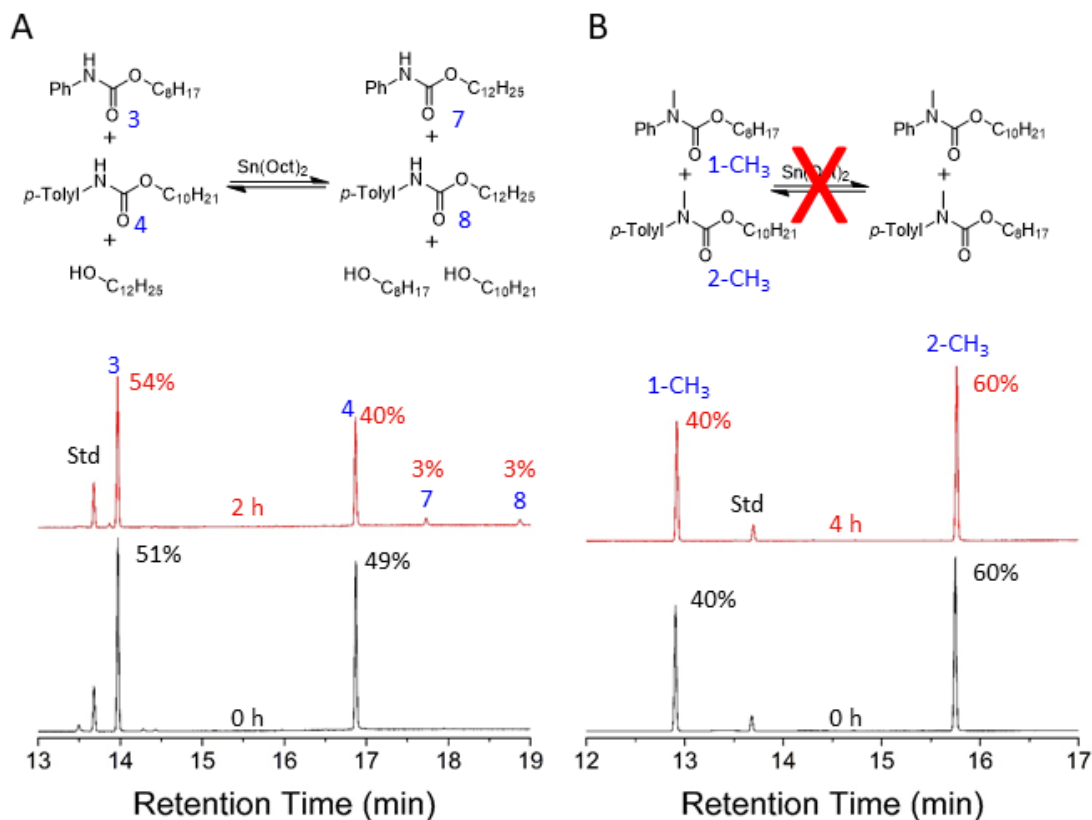 A
H
Ph N O C8H17
O
3
+
H
p-Tolyl N O C10H21
O
4
+
HO C12H25
Sn(Oct)2
H
Ph N O C12H25
O
7
+
H
p-Tolyl N O C12H25
O
8
+
HO C8H17 HO C10H21
3
54%
4
40%
Std
3%
3%
7
8
2 h
51%
49%
0 h
13 14 15 16 17 18 19
Retention Time (min)
B
Ph N O C8H17
O
1-CH3
+
p-Tolyl N O C10H21
O
2-CH3
X
Ph N O C10H21
O
+
p-Tolyl N O C8H17
O
2-CH3
60%
1-CH3
40%
Std
4 h
40%
60%
0 h
12 13 14 15 16 17
Retention Time (min)